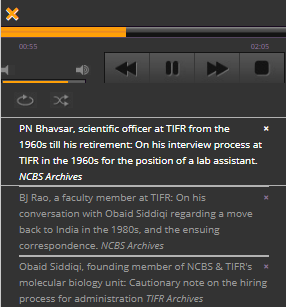 00:55 02:05
PN Bhavsar, scientific officer at TIFR from the
1960s till his retirement: On his interview process at
TIFR in the 1960s for the position of a lab assistant.
NCBS Archives
BJ Rao, a faculty member at TIFR: On his
conversation with Obaid Siddiqi regarding a move
back to India in the 1980s, and the ensuing
correspondence. NCBS Archives
Obaid Siddiqi, founding member of NCBS & TIFR's
molecular biology unit: Cautionary note on the hiring
process for administration TIFR Archives